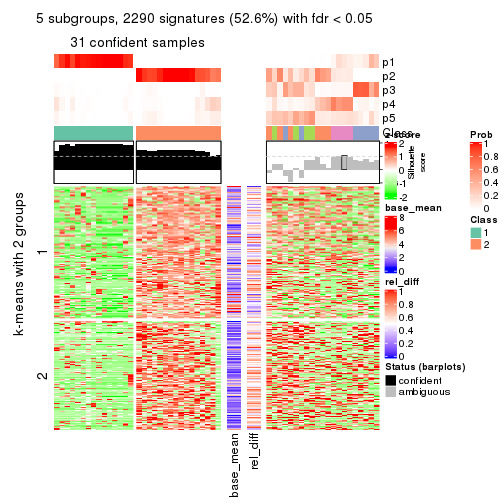 5 subgroups, 2290 signatures (52.6%) with fdr < 0.05
31 confident samples
p1
p2
p3
p4
p5
Class
z-score
2
1
0
-1
-2
Silhouette
score
base_mean
8
6
4
2
0
rel_diff
1
0.8
0.6
0.4
0.2
0
Status (barplots)
confident
ambiguous
Prob
1
0.8
0.6
0.4
0.2
0
Class
1
2
k-means with 2 groups
1
2
base_mean
rel_diff